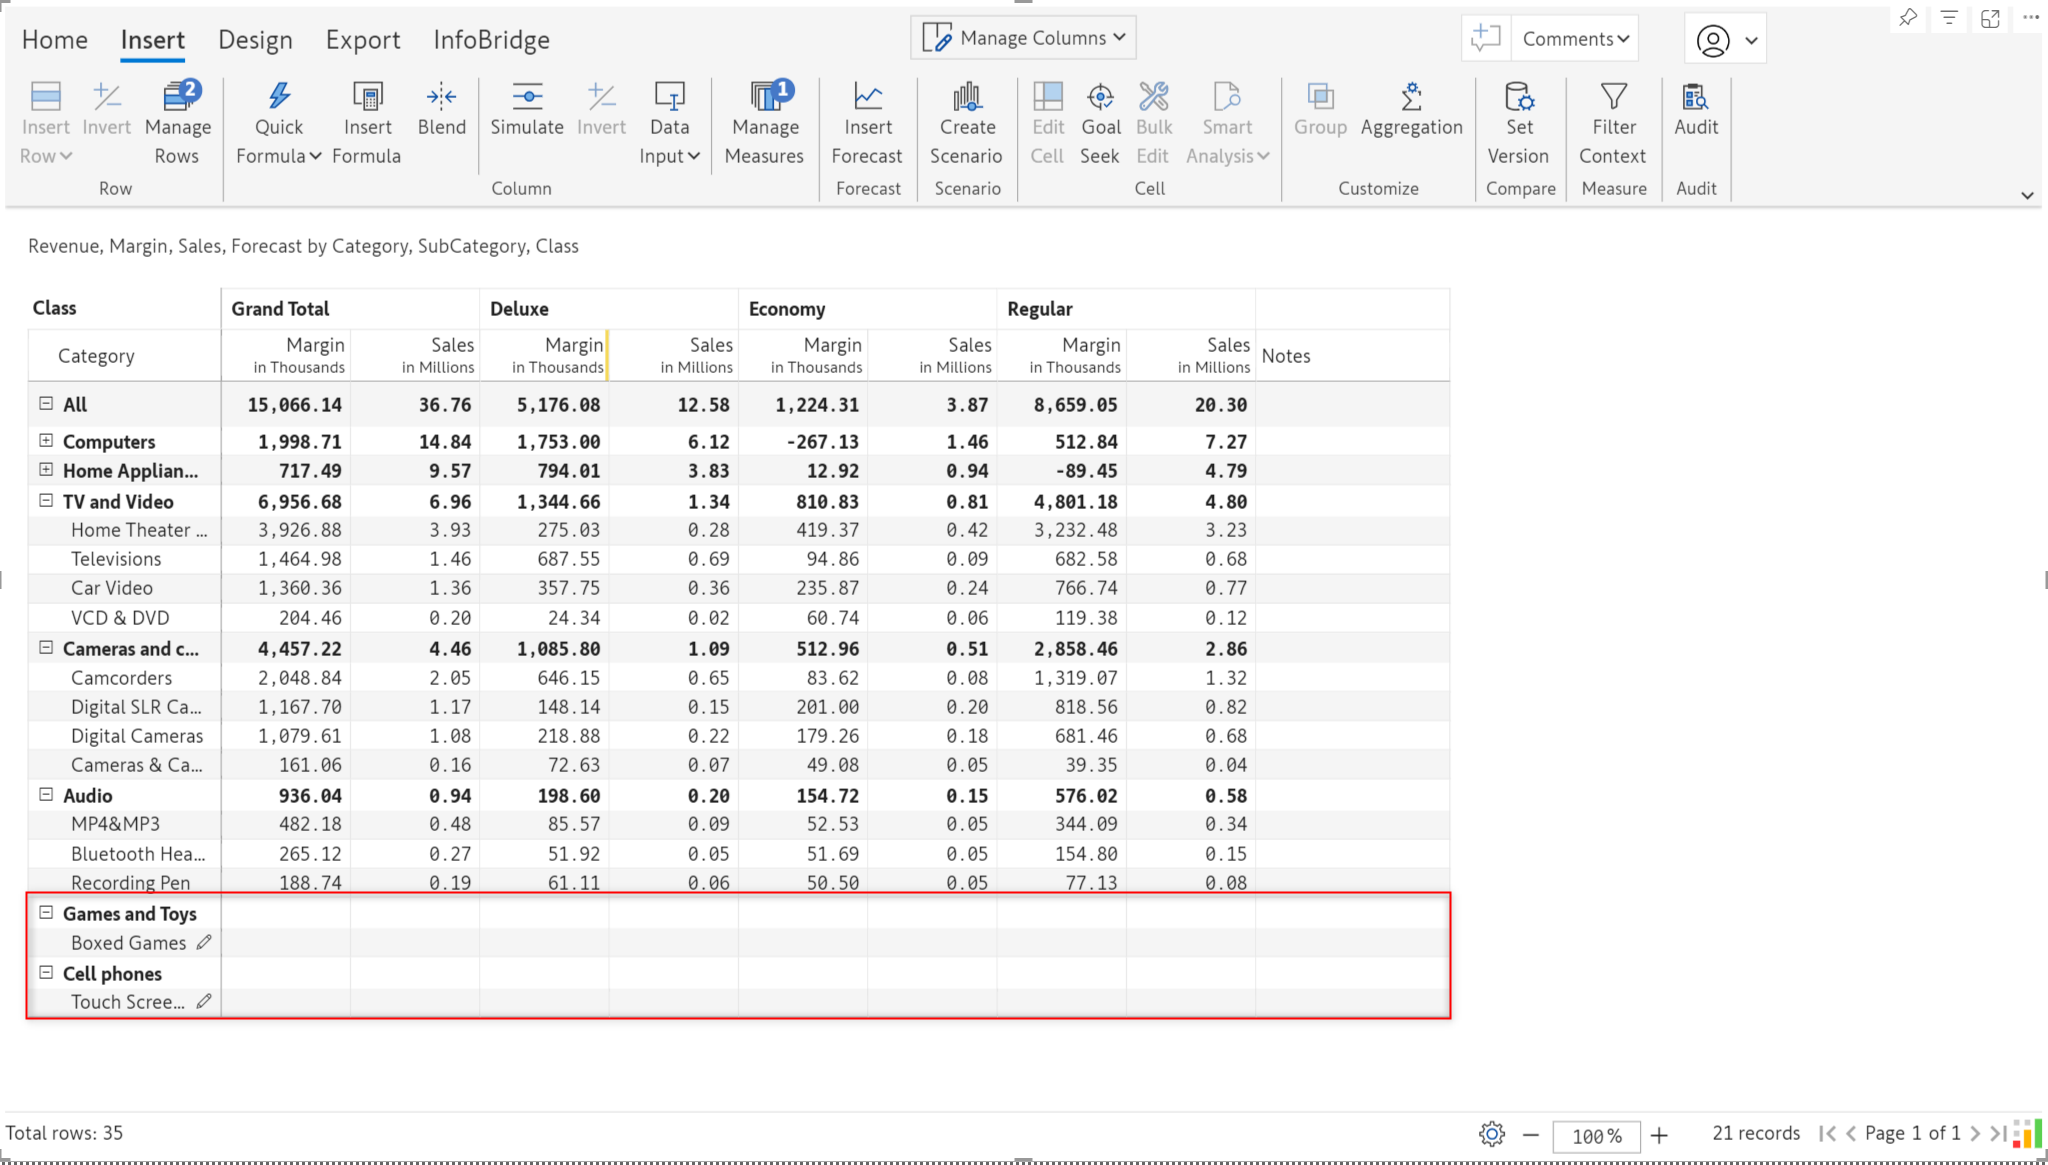 Home Insert Design Export InfoBridge Manage Columns Comments
2 1
Insert Row Invert Manage Rows Quick Formula Insert Formula Blend Simulate Invert Data Input Manage Measures Insert Forecast Create Scenario Edit Cell Goal Seek Bulk Edit Smart Analysis Group Aggregation Set Version Filter Context Audit
Row Column Forecast Scenario Cell Customize Compare Measure Audit
Revenue, Margin, Sales, Forecast by Category, SubCategory, Class
Class Grand Total Deluxe Economy Regular
Category Margin in Thousands Sales in Millions Margin in Thousands Sales in Millions Margin in Thousands Sales in Millions Margin in Thousands Sales in Millions Notes
All 15,066.14 36.76 5,176.08 12.58 1,224.31 3.87 8,659.05 20.30
Computers 1,998.71 14.84 1,753.00 6.12 -267.13 1.46 512.84 7.27
Home Applian... 717.49 9.57 794.01 3.83 12.92 0.94 -89.45 4.79
TV and Video 6,956.68 6.96 1,344.66 1.34 810.83 0.81 4,801.18 4.80
Home Theater ... 3,926.88 3.93 275.03 0.28 419.37 0.42 3,232.48 3.23
Televisions 1,464.98 1.46 687.55 0.69 94.86 0.09 682.58 0.68
Car Video 1,360.36 1.36 357.75 0.36 235.87 0.24 766.74 0.77
VCD & DVD 204.46 0.20 24.34 0.02 60.74 0.06 119.38 0.12
Cameras and c... 4,457.22 4.46 1,085.80 1.09 512.96 0.51 2,858.46 2.86
Camcorders 2,048.84 2.05 646.15 0.65 83.62 0.08 1,319.07 1.32
Digital SLR Ca... 1,167.70 1.17 148.14 0.15 201.00 0.20 818.56 0.82
Digital Cameras 1,079.61 1.08 218.88 0.22 179.26 0.18 681.46 0.68
Cameras & Ca... 161.06 0.16 72.63 0.07 49.08 0.05 39.35 0.04
Audio 936.04 0.94 198.60 0.20 154.72 0.15 576.02 0.58
MP4&MP3 482.18 0.48 85.57 0.09 52.53 0.05 344.09 0.34
Bluetooth Hea... 265.12 0.27 51.92 0.05 51.69 0.05 154.80 0.15
Recording Pen 188.74 0.19 61.11 0.06 50.50 0.05 77.13 0.08
Games and Toys
Boxed Games
Cell phones
Touch Scree...
Total rows: 35 100% 21 records Page 1 of 1